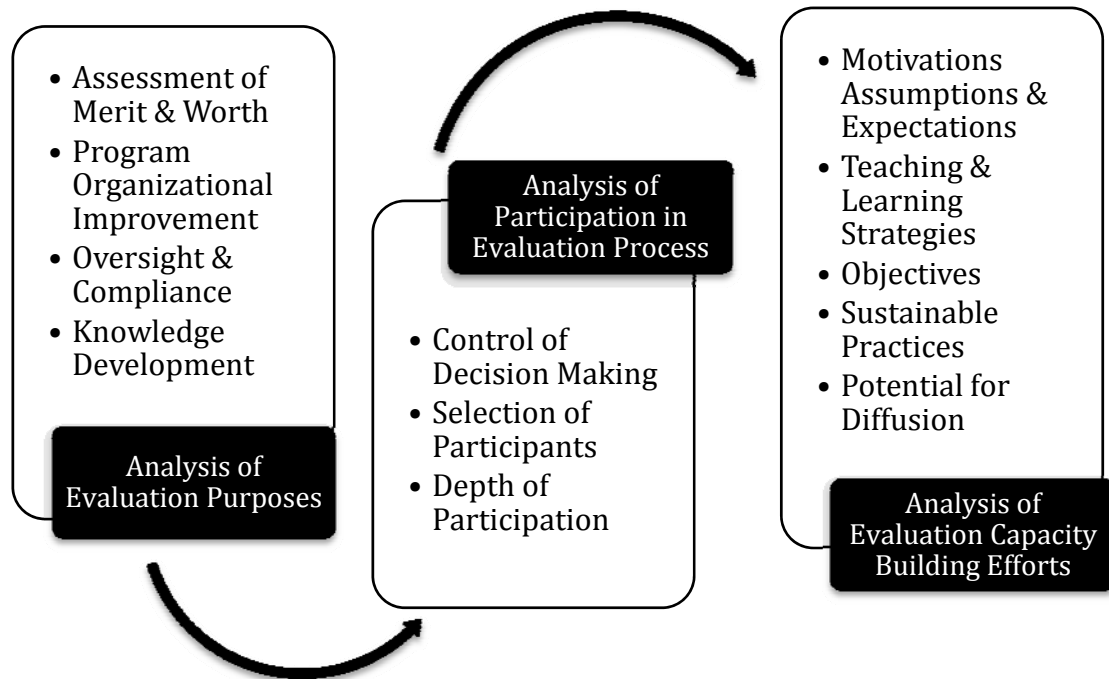 • Assessment of
Merit & Worth
• Program
Organizational
Improvement
• Oversight &
Compliance
• Knowledge
Development
Analysis of
Evaluation Purposes
Analysis of
Participation in
Evaluation Process
• Control of
Decision Making
• Selection of
Participants
• Depth of
Participation
• Motivations
Assumptions &
Expectations
• Teaching &
Learning
Strategies
• Objectives
• Sustainable
Practices
• Potential for
Diffusion
Analysis of
Evaluation Capacity
Building Efforts